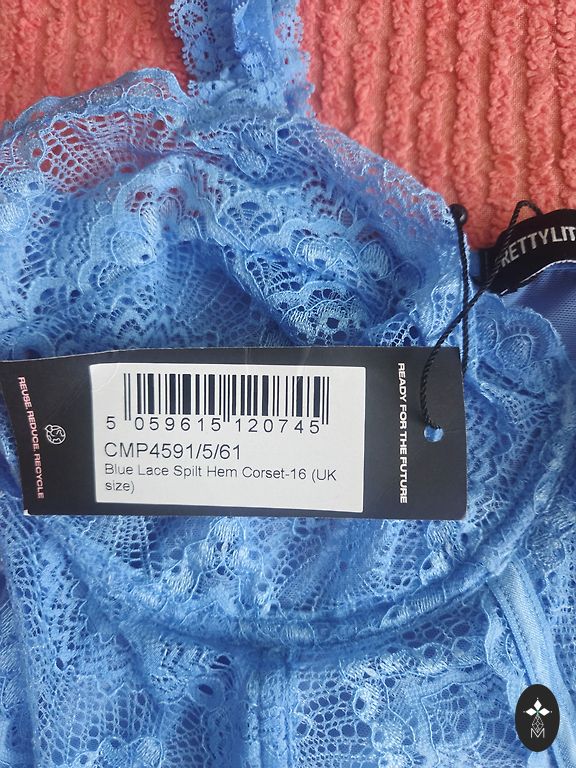 RETTYLIT
5 059615 120745
CMP4591/5/61
Blue Lace Spilt Hem Corset-16 (UK
size)
READY FOR THE FUTURE
REUSE. REDUCE. RECYCLE
M